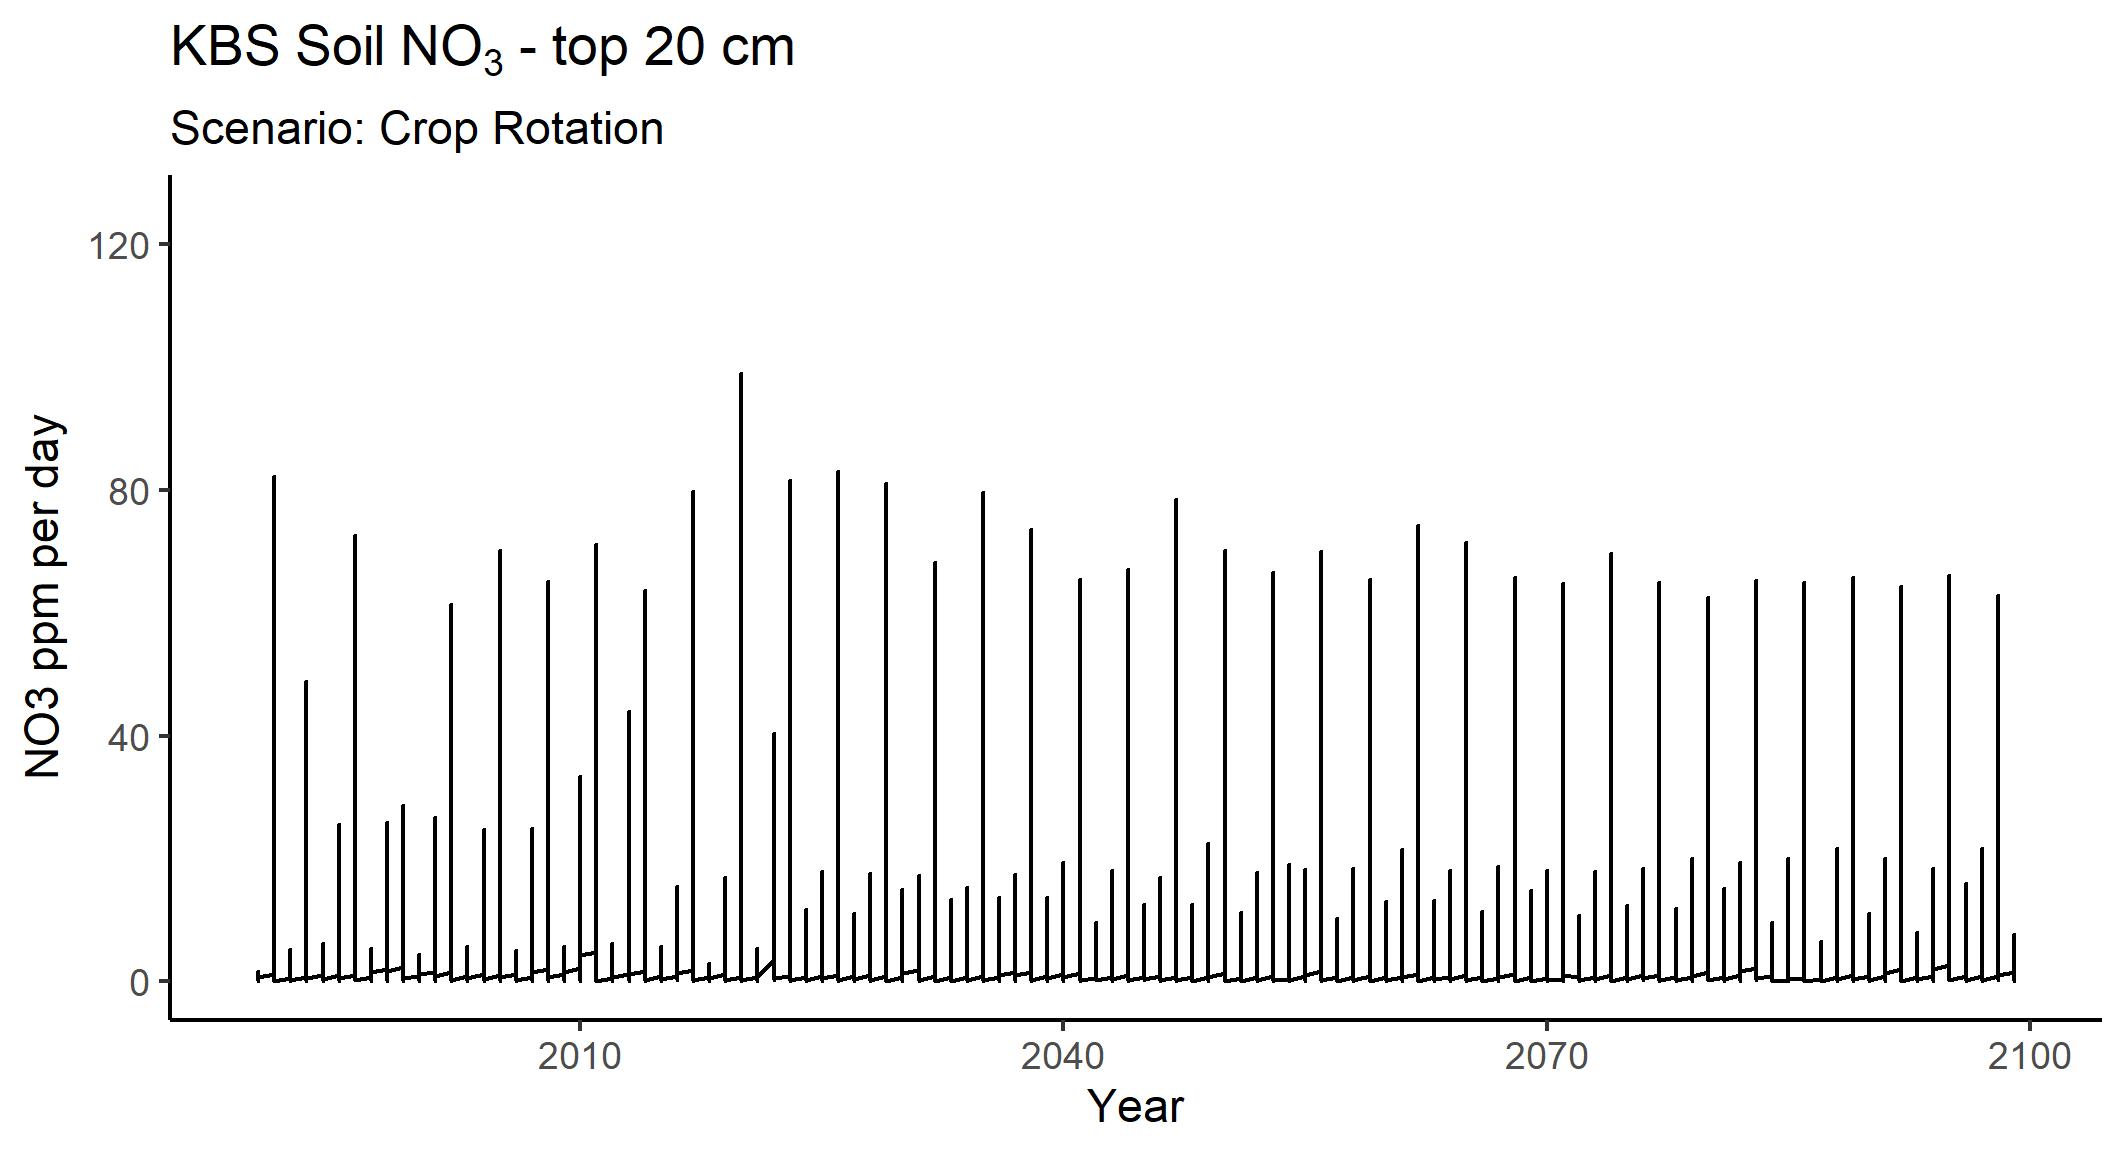 KBS Soil NO₃ - top 20 cm
Scenario: Crop Rotation
NO3 ppm per day
120
80
40
0
2010
2040
2070
2100
Year